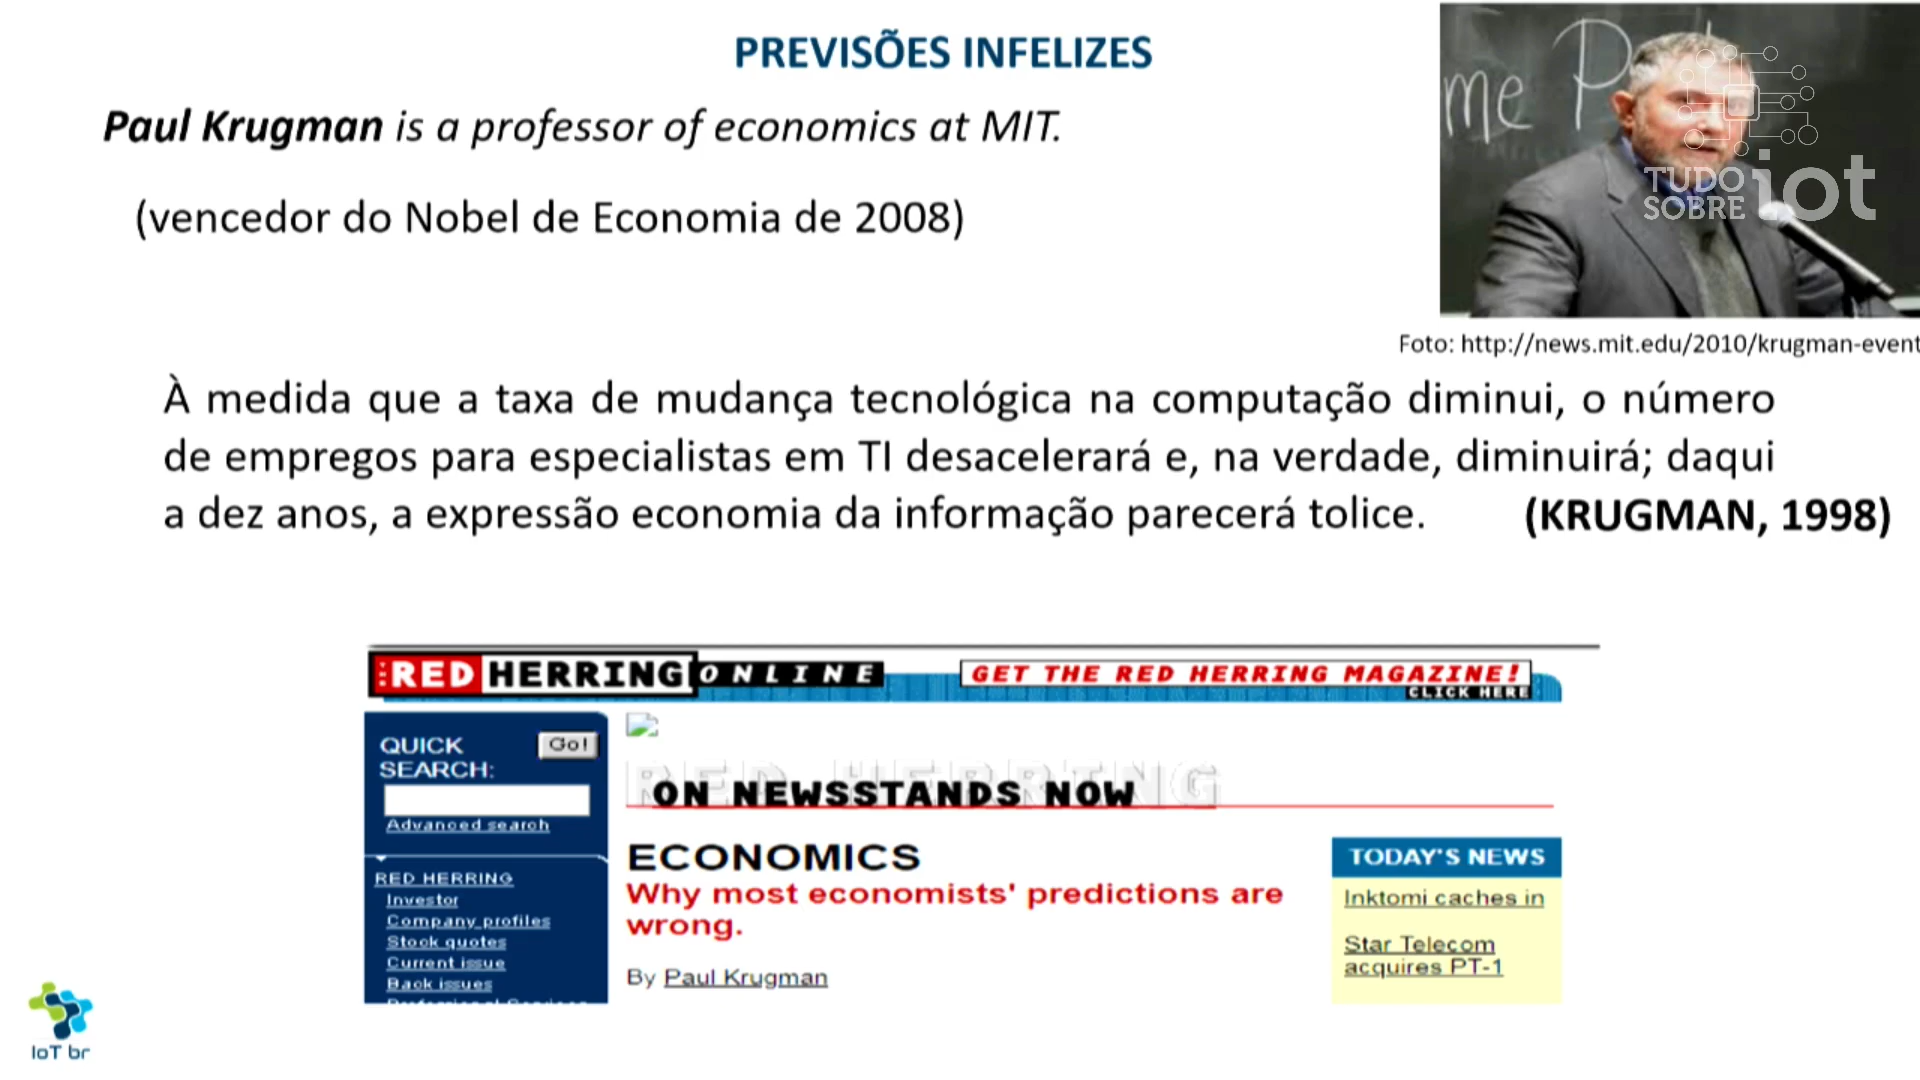 PREVISÕES INFELIZES
Paul Krugman is a professor of economics at MIT.
(vencedor do Nobel de Economia de 2008)
me P
TUDO
SOBRE
iot
Foto: http://news.mit.edu/2010/krugman-event
À medida que a taxa de mudança tecnológica na computação diminui, o número
de empregos para especialistas em TI desacelerará e, na verdade, diminuirá; daqui
a dez anos, a expressão economia da informação parecerá tolice. (KRUGMAN, 1998)
THE RED HERRING ONLINE
GET THE RED HERRING MAGAZINE!
CLICK HERE
QUICK Go!
SEARCH:
Advanced search
RED HERRING
Investor
Company profiles
Stock quotes
Current issue
Back issues
RED HERRING
ON NEWSSTANDS NOW
ECONOMICS
Why most economists' predictions are
wrong.
By Paul Krugman
TODAY'S NEWS
Inktomi caches in
Star Telecom
acquires PT-1
IoT br